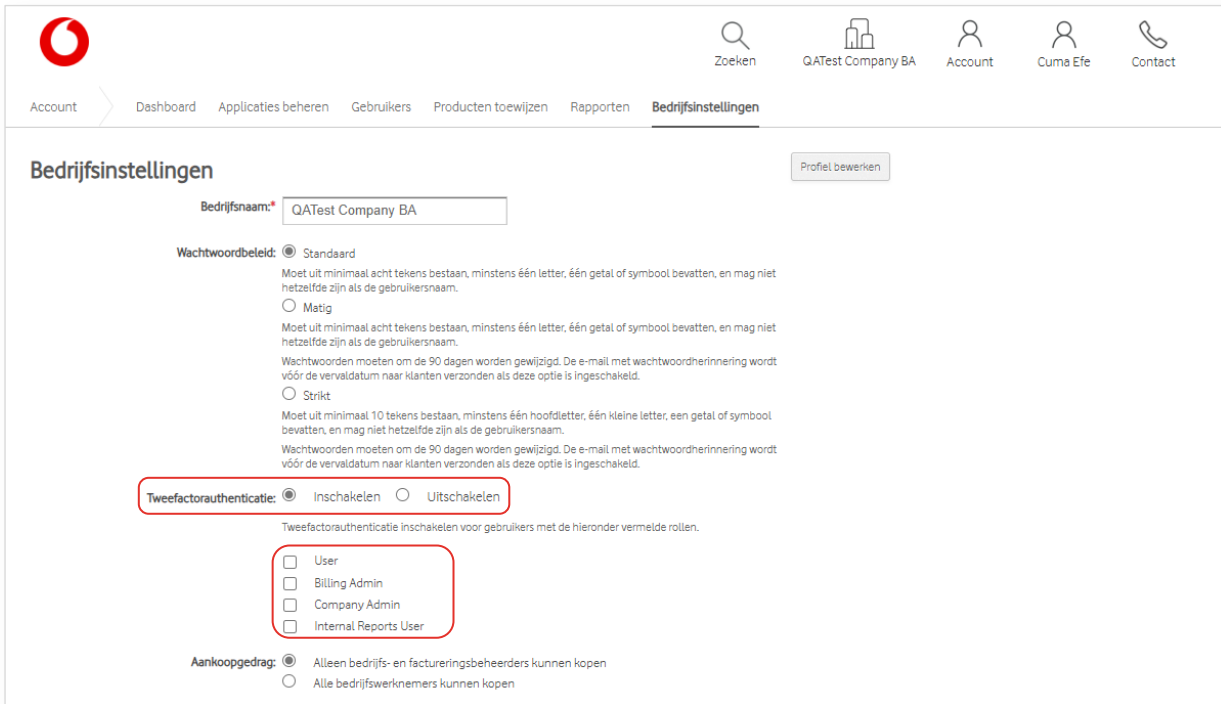 Zoeken
QATest Company BA
Account
Cuma Efe
Contact
Account
Dashboard
Applicaties beheren
Gebruikers
Producten toewijzen
Rapporten
Bedrijfsinstellingen
Bedrijfsinstellingen
Profiel bewerken
Bedrijfsnaam:* QATest Company BA
Wachtwoordbeleid: Standaard
Moet uit minimaal acht tekens bestaan, minstens één letter, één getal of symbool bevatten, en mag niet
hetzelfde zijn als de gebruikersnaam.
Matig
Moet uit minimaal acht tekens bestaan, minstens één letter, één getal of symbool bevatten, en mag niet
hetzelfde zijn als de gebruikersnaam.
Wachtwoorden moeten om de 90 dagen worden gewijzigd. De e-mail met wachtwoordherinnering wordt
vóór de vervaldatum naar klanten verzonden als deze optie is ingeschakeld.
Strikt
Moet uit minimaal 10 tekens bestaan, minstens één hoofdletter, één kleine letter, een getal of symbool
bevatten, en mag niet hetzelfde zijn als de gebruikersnaam.
Wachtwoorden moeten om de 90 dagen worden gewijzigd. De e-mail met wachtwoordherinnering wordt
vóór de vervaldatum naar klanten verzonden als deze optie is ingeschakeld.
Tweefactorauthenticatie: Inschakelen Uitschakelen
Tweefactorauthenticatie inschakelen voor gebruikers met de hieronder vermelde rollen.
User
Billing Admin
Company Admin
Internal Reports User
Aankoopgedrag: Alleen bedrijfs- en factureringsbeheerders kunnen kopen
Alle bedrijfswerknemers kunnen kopen